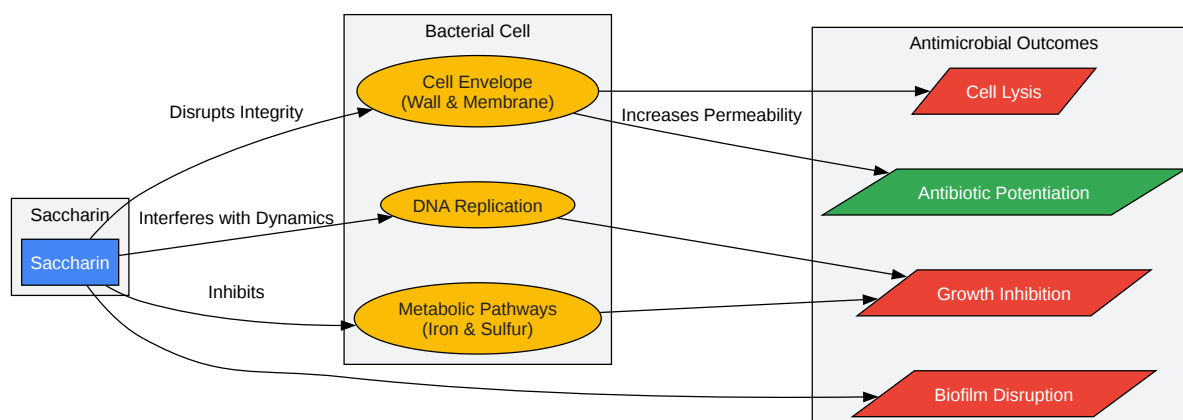 Saccharin
Saccharin
Disrupts Integrity
Interferes with Dynamics
Inhibits
Bacterial Cell
Cell Envelope
(Wall & Membrane)
DNA Replication
Metabolic Pathways
(Iron & Sulfur)
Increases Permeability
Antimicrobial Outcomes
Cell Lysis
Antibiotic Potentiation
Growth Inhibition
Biofilm Disruption